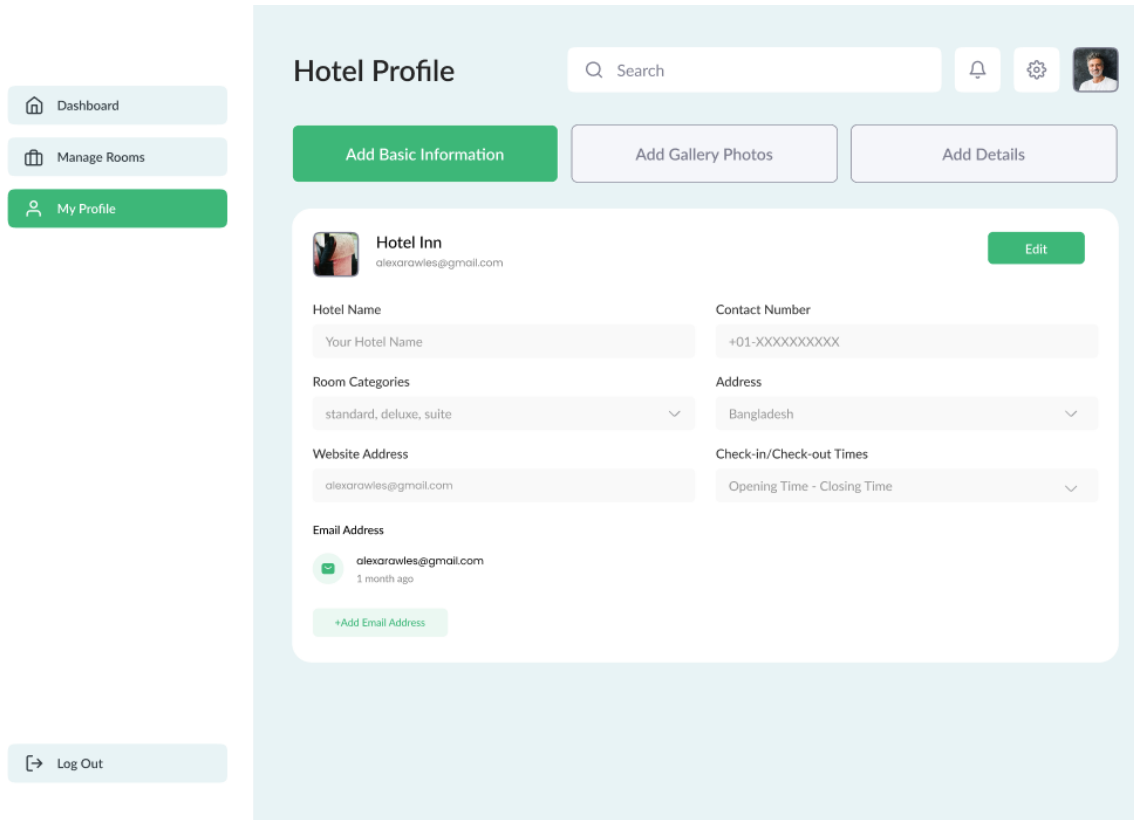 Hotel Profile
Search
Dashboard
Manage Rooms
My Profile
Add Basic Information
Add Gallery Photos
Add Details
Hotel Inn
alexarawles@gmail.com
Edit
Hotel Name
Contact Number
Your Hotel Name
+01-XXXXXXXXXX
Room Categories
Address
standard, deluxe, suite
Bangladesh
Website Address
Check-in/Check-out Times
alexarawles@gmail.com
Opening Time - Closing Time
Email Address
alexarawles@gmail.com
1 month ago
+Add Email Address
Log Out